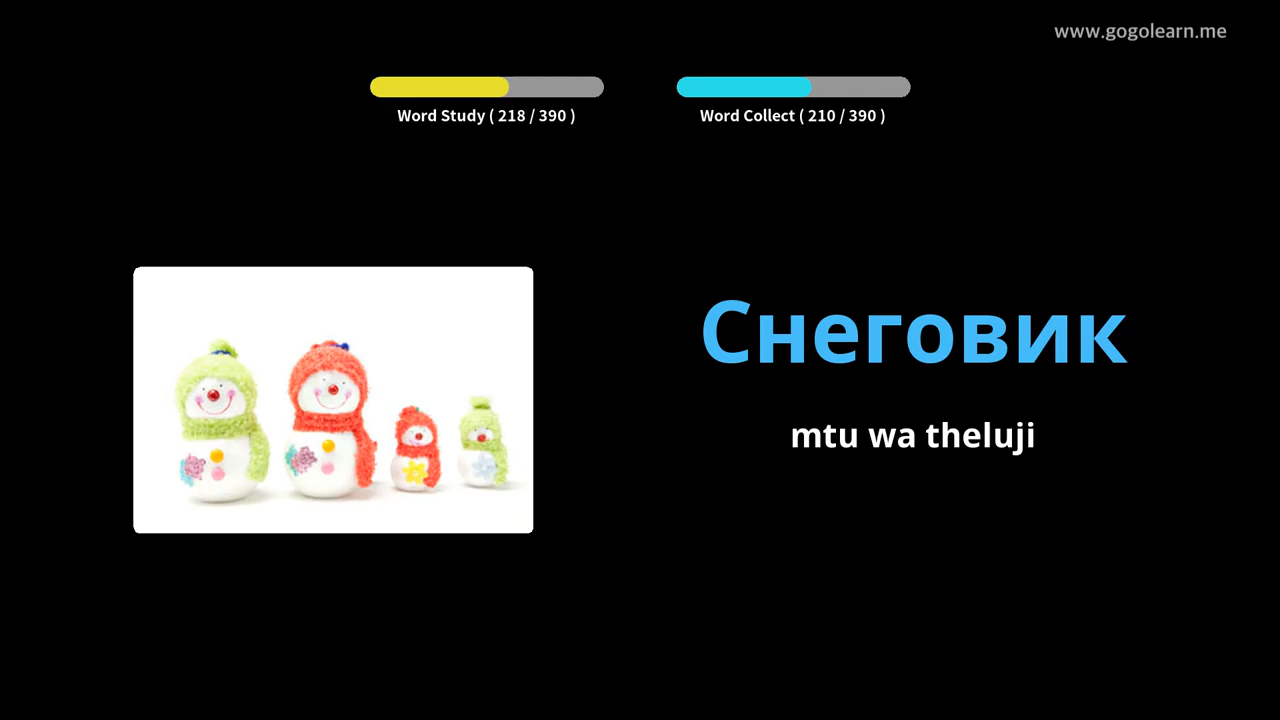 www.gogolearn.me
Word Study ( 218 / 390 )
Word Collect ( 210 / 390 )
Снеговик
mtu wa theluji